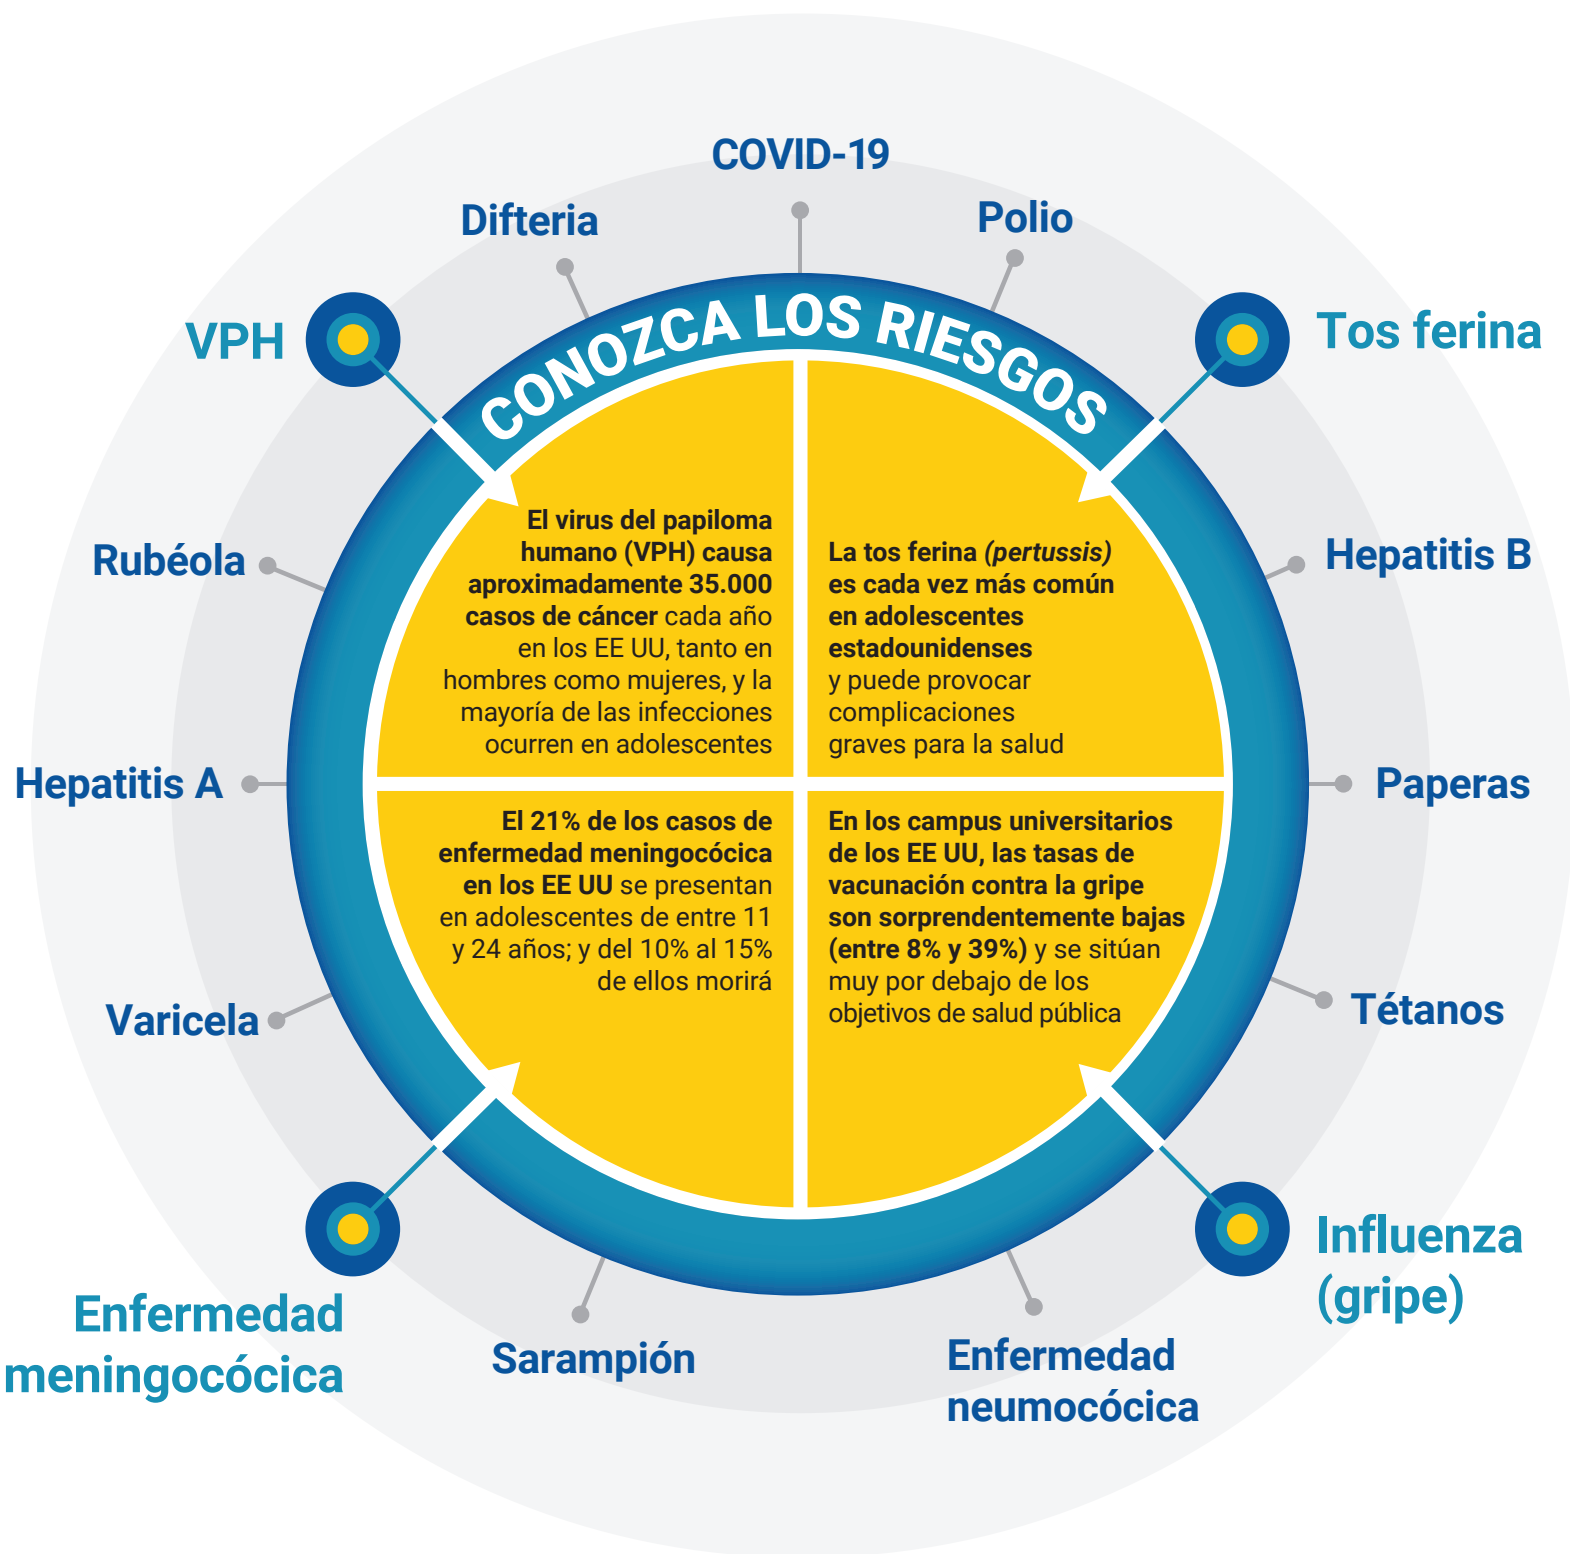 COVID-19
Difteria
Polio
VPH
Tos ferina
CONOZCA LOS RIESGOS
El virus del papiloma
humano (VPH) causa
aproximadamente 35.000
casos de cáncer cada año
en los EE UU, tanto en
hombres como mujeres, y la
mayoría de las infecciones
ocurren en adolescentes
La tos ferina (pertussis)
es cada vez más común
en adolescentes
estadounidenses
y puede provocar
complicaciones
graves para la salud
Rubéola
Hepatitis B
Hepatitis A
Paperas
El 21% de los casos de
enfermedad meningocócica
en los EE UU se presentan
en adolescentes de entre 11
y 24 años; y del 10% al 15%
de ellos morirá
En los campus universitarios
de los EE UU, las tasas de
vacunación contra la gripe
son sorprendentemente bajas
(entre 8% y 39%) y se sitúan
muy por debajo de los
objetivos de salud pública
Varicela
Tétanos
Enfermedad
meningocócica
Influenza
(gripe)
Sarampión
Enfermedad
neumocócica